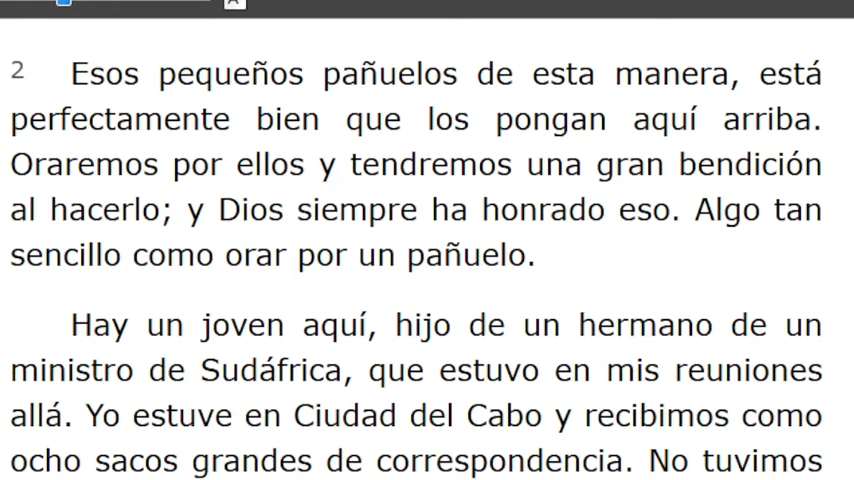 2 Esos pequeños pañuelos de esta manera, está
perfectamente bien que los pongan aquí arriba.
Oraremos por ellos y tendremos una gran bendición
al hacerlo; y Dios siempre ha honrado eso. Algo tan
sencillo como orar por un pañuelo.
Hay un joven aquí, hijo de un hermano de un
ministro de Sudáfrica, que estuvo en mis reuniones
allá. Yo estuve en Ciudad del Cabo y recibimos como
ocho sacos grandes de correspondencia. No tuvimos